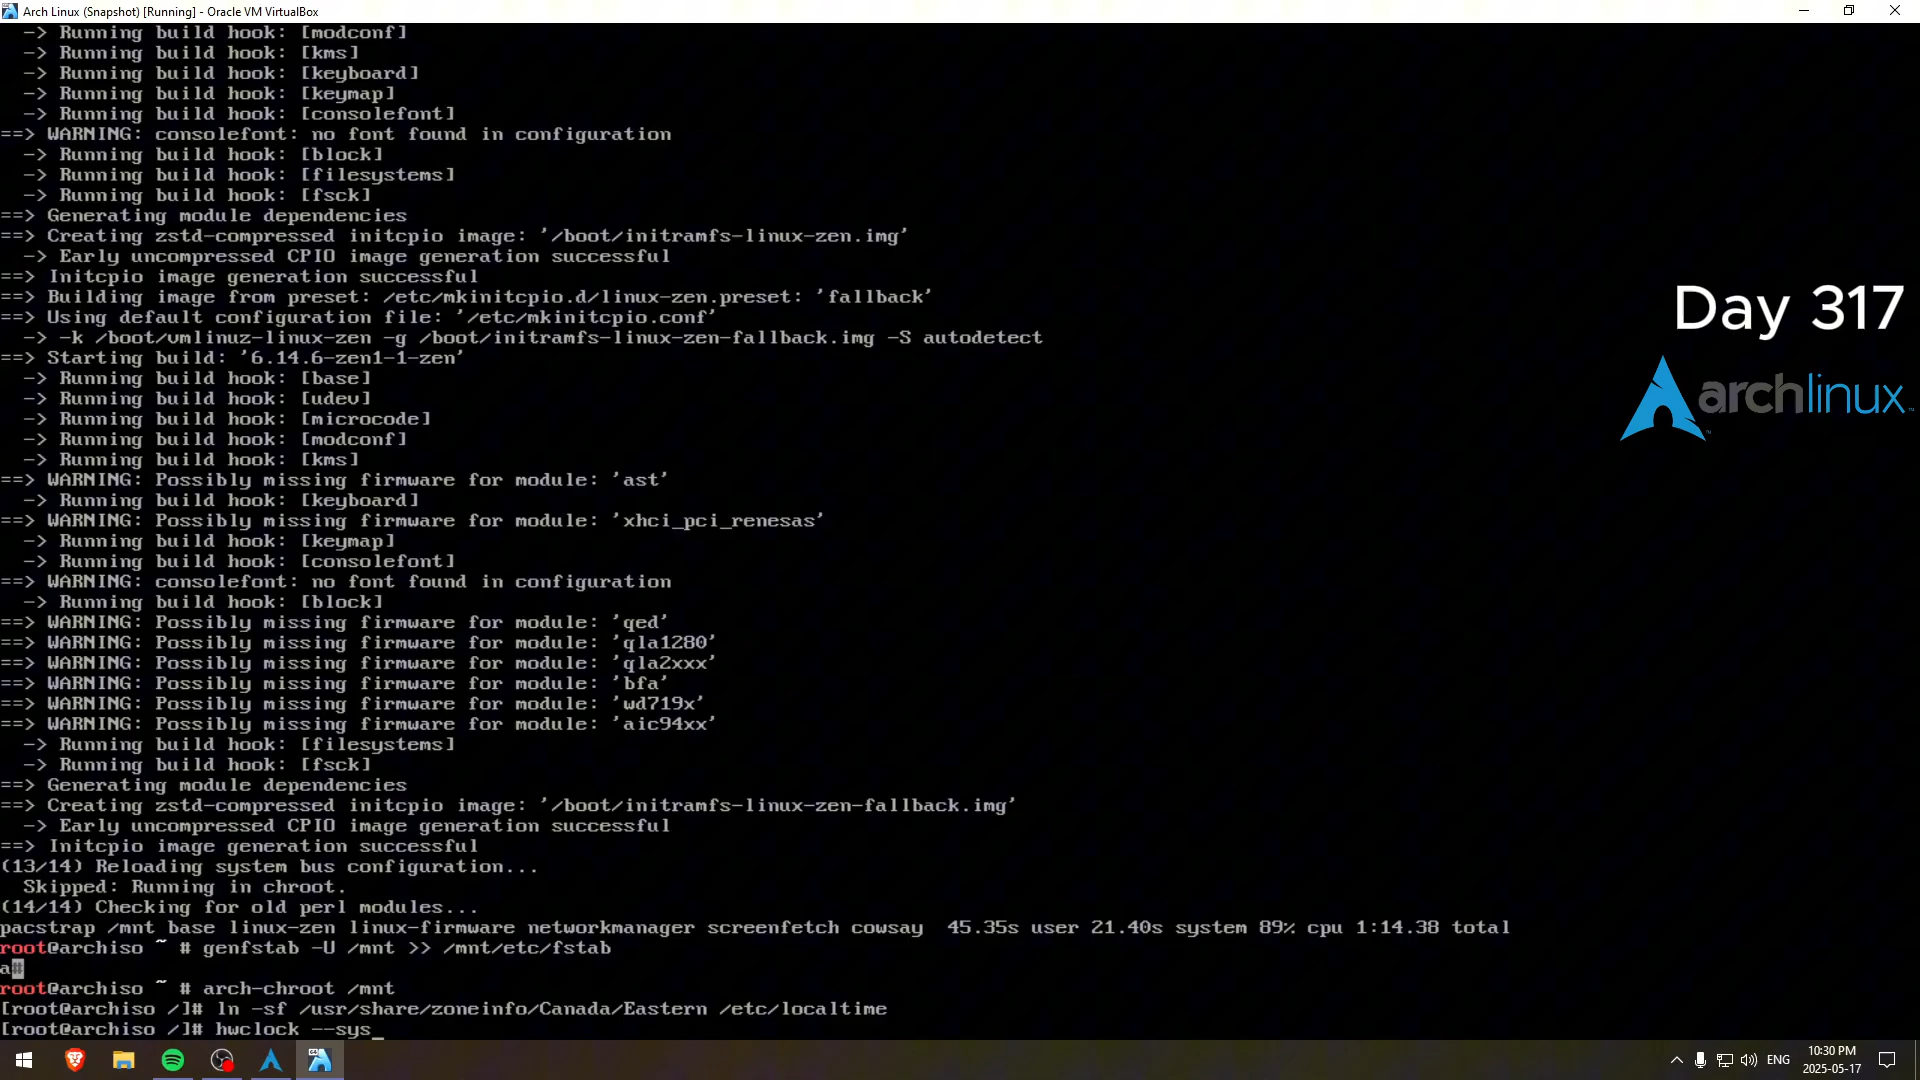 Arch Linux (Snapshot) [Running] - Oracle VM VirtualBox
-> Running build hook: [modconf]
-> Running build hook: [kms]
-> Running build hook: [keyboard]
-> Running build hook: [keymap]
-> Running build hook: [consolefont]
==> WARNING: consolefont: no font found in configuration
-> Running build hook: [block]
-> Running build hook: [filesystems]
-> Running build hook: [fsck]
==> Generating module dependencies
==> Creating zstd-compressed initcpio image: '/boot/initramfs-linux-zen.img'
-> Early uncompressed CPIO image generation successful
==> Initcpio image generation successful
==> Building image from preset: /etc/mkinitcpio.d/linux-zen.preset: 'fallback'
==> Using default configuration file: '/etc/mkinitcpio.conf'
-> -k /boot/vmlinuz-linux-zen -g /boot/initramfs-linux-zen-fallback.img -S autodetect
==> Starting build: '6.14.6-zen1-1-zen'
-> Running build hook: [base]
-> Running build hook: [udev]
-> Running build hook: [microcode]
-> Running build hook: [modconf]
-> Running build hook: [kms]
==> WARNING: Possibly missing firmware for module: 'ast'
-> Running build hook: [keyboard]
==> WARNING: Possibly missing firmware for module: 'xhci_pci_renesas'
-> Running build hook: [keymap]
-> Running build hook: [consolefont]
==> WARNING: consolefont: no font found in configuration
-> Running build hook: [block]
==> WARNING: Possibly missing firmware for module: 'qed'
==> WARNING: Possibly missing firmware for module: 'qla1280'
==> WARNING: Possibly missing firmware for module: 'qla2xxx'
==> WARNING: Possibly missing firmware for module: 'bfa'
==> WARNING: Possibly missing firmware for module: 'wd719x'
==> WARNING: Possibly missing firmware for module: 'aic94xx'
-> Running build hook: [filesystems]
-> Running build hook: [fsck]
==> Generating module dependencies
==> Creating zstd-compressed initcpio image: '/boot/initramfs-linux-zen-fallback.img'
-> Early uncompressed CPIO image generation successful
==> Initcpio image generation successful
(13/14) Reloading system bus configuration...
Skipped: Running in chroot.
(14/14) Checking for old perl modules...
pacstrap /mnt base linux-zen linux-firmware networkmanager screenfetch cowsay  45.35s user 21.40s system 89% cpu 1:14.38 total
root@archiso ~ # genfstab -U /mnt >> /mnt/etc/fstab
a#
root@archiso ~ # arch-chroot /mnt
[root@archiso /]# ln -sf /usr/share/zoneinfo/Canada/Eastern /etc/localtime
[root@archiso /]# hwclock --sys_
Day 317
archlinux™
ENG
10:30 PM
2025-05-17